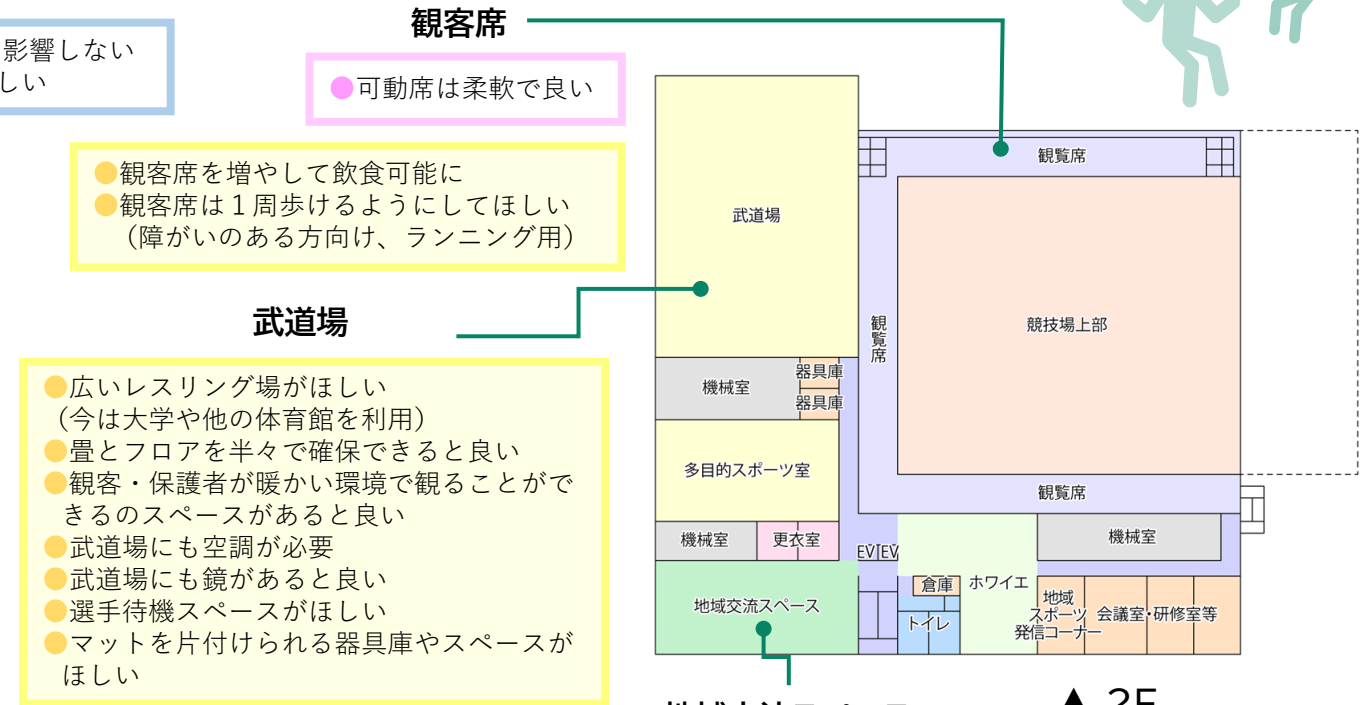 観客席
影響しない
しい
●可動席は柔軟で良い
●観客席を増やして飲食可能に
●観客席は１周歩けるようにしてほしい
（障がいのある方向け、ランニング用）
武道場
●広いレスリング場がほしい
（今は大学や他の体育館を利用）
●畳とフロアを半々で確保できると良い
●観客・保護者が暖かい環境で観ることがで
きるのスペースがあると良い
●武道場にも空調が必要
●武道場にも鏡があると良い
●選手待機スペースがほしい
●マットを片付けられる器具庫やスペースが
ほしい
観覧席
武道場
観覧席
競技場上部
機械室
器具庫
器具庫
多目的スポーツ室
観覧席
機械室
更衣室
EV EV
機械室
地域交流スペース
倉庫
トイレ
ホワイエ
地域
スポーツ
発信コーナー
会議室・研修室等
▲ 2F